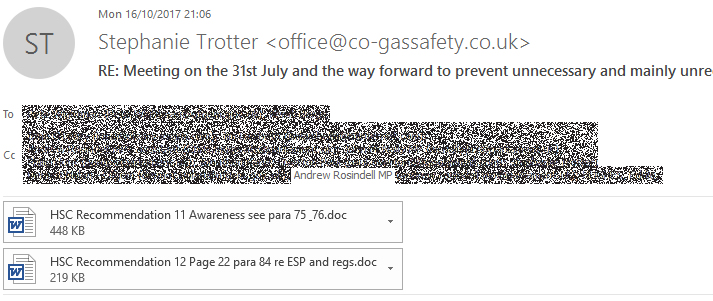 Mon 16/10/2017 21:06
ST
Stephanie Trotter <office@co-gassafety.co.uk>
RE: Meeting on the 31st July and the way forward to prevent unnecessary and mainly unre
To
Cc
Andrew Rosindell MP
HSC Recommendation 11 Awareness see para 75 _76.doc
448 KB
HSC Recommendation 12 Page 22 para 84 re ESP and regs.doc
219 KB